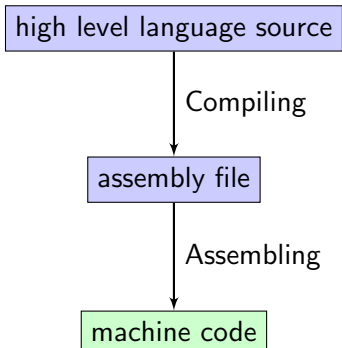 high level language source
Compiling
assembly file
Assembling
machine code